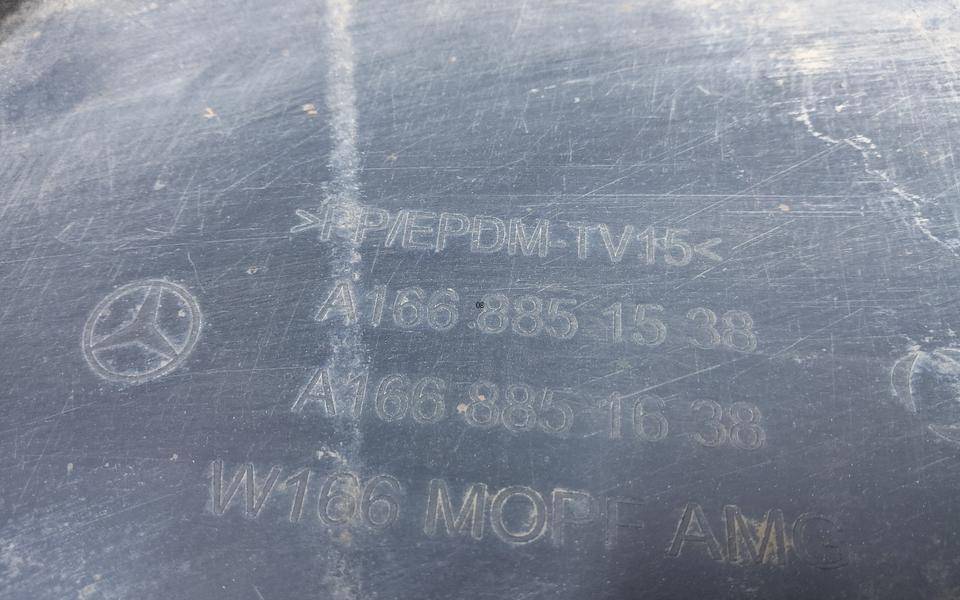 >PP/EPDM-TV15<
A166 885 15 38
A166 885 16 38
W166 MOPF AMG